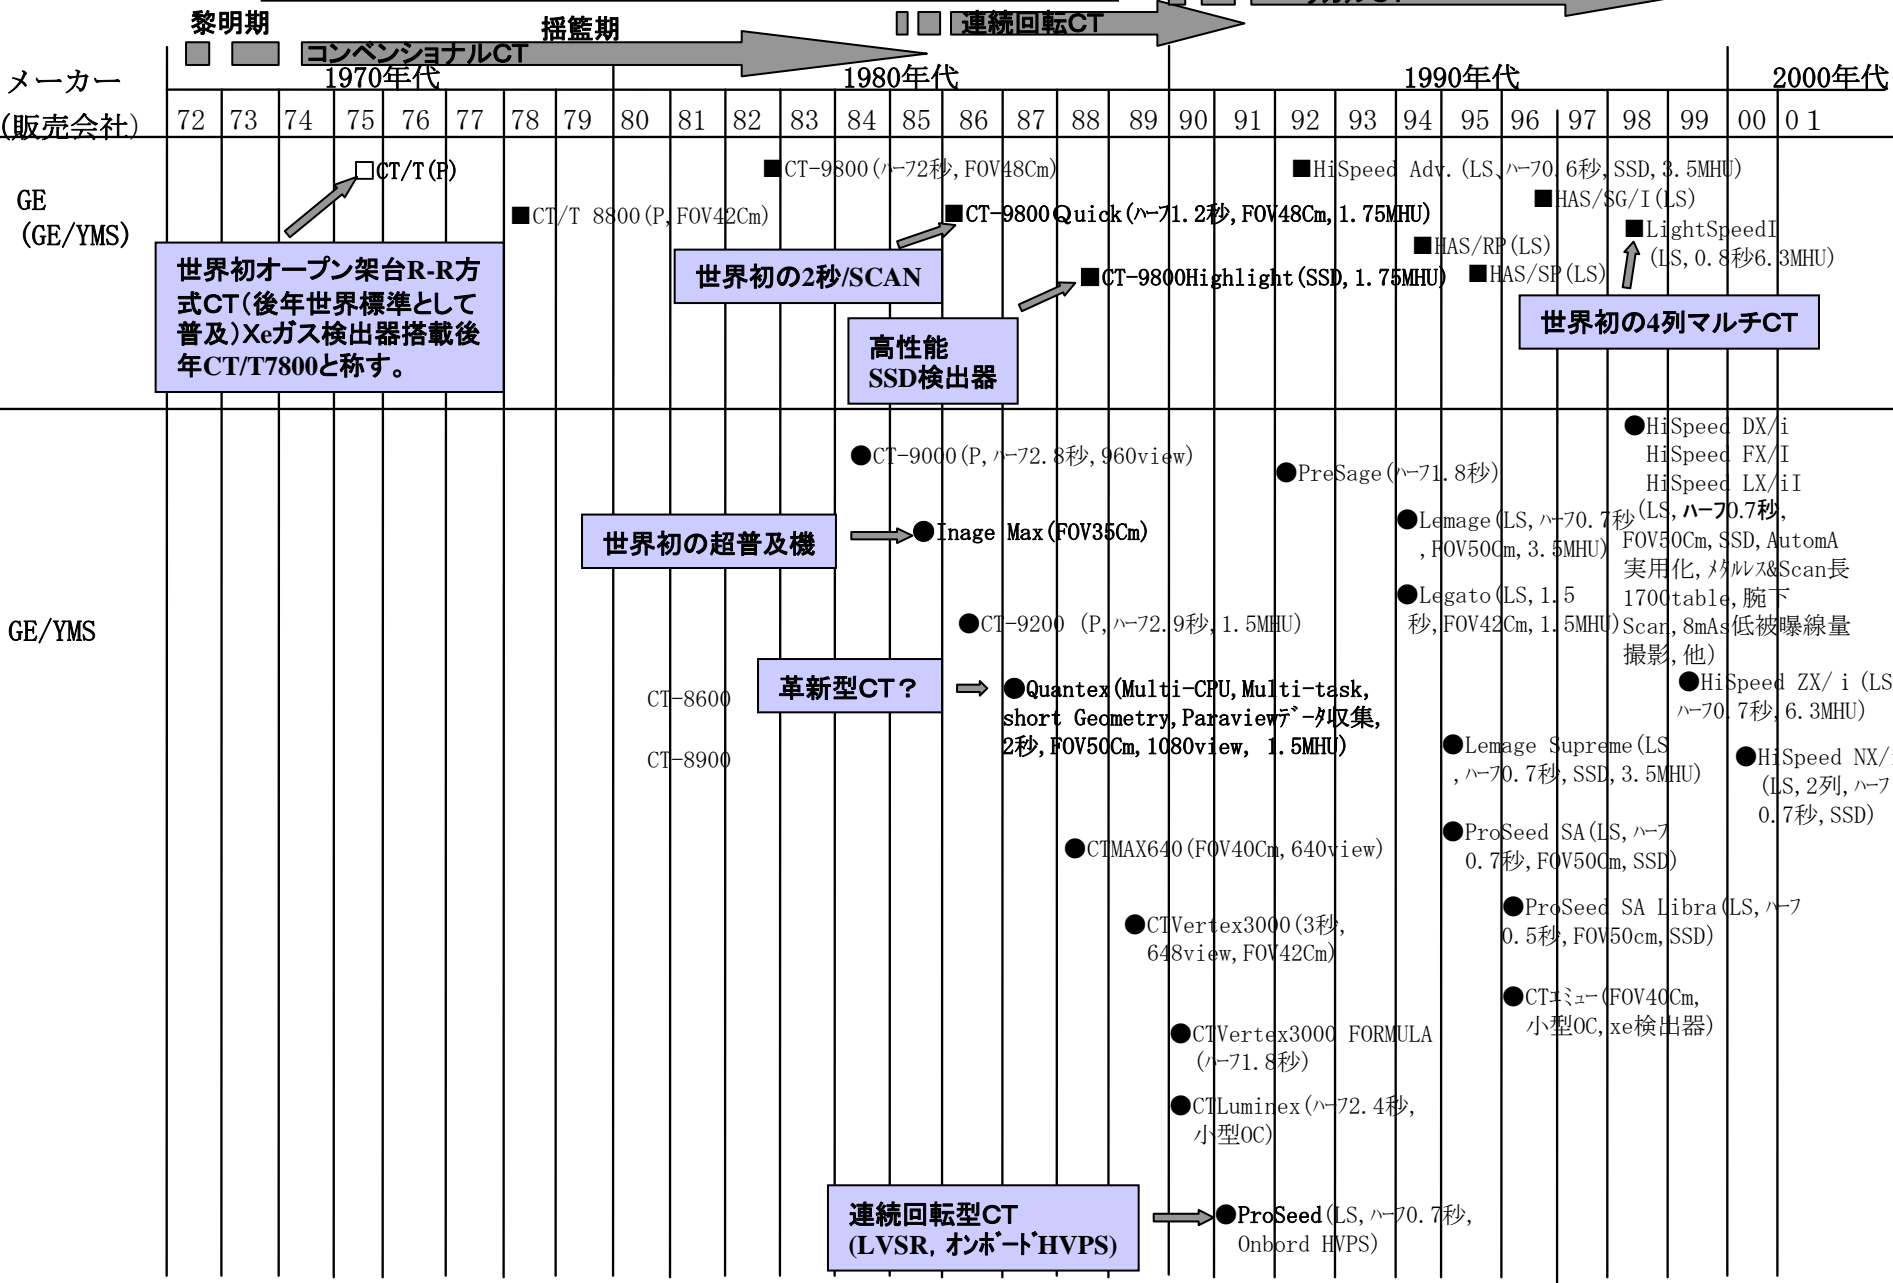 黎明期
揺籃期
コンベンショナルCT
連続回転CT
メーカー
(販売会社)
1970年代
1980年代
1990年代
2000年代
72 73 74 75 76 77 78 79 80 81 82 83 84 85 86 87 88 89 90 91 92 93 94 95 96 97 98 99 00 01
GE
(GE/YMS)
□CT/T(P)
■CT/T 8800(P,FOV42Cm)
■CT-9800(ハーフ2秒,FOV48Cm)
■CT-9800Quick(ハーフ1.2秒,FOV48Cm,1.75MHU)
■CT-9800Highlight(SSD,1.75MHU)
■HiSpeed Adv.(LS、ハーフ0.6秒,SSD,3.5MHU)
■HAS/SG/I(LS)
■HAS/RP(LS)
■HAS/SP(LS)
■LightSpeedI
(LS,0.8秒6.3MHU)
世界初オープン架台R-R方
式CT(後年世界標準として
普及)Xeガス検出器搭載後
年CT/T7800と称す。
世界初の2秒/SCAN
高性能
SSD検出器
世界初の4列マルチCT
GE/YMS
●CT-9000(P,ハーフ2.8秒,960view)
世界初の超普及機
●Inage Max(FOV35Cm)
●CT-9200 (P,ハーフ2.9秒,1.5MHU)
革新型CT？
●Quantex(Multi-CPU,Multi-task,
short Geometry,Paraviewデータ収集,
2秒,FOV50Cm,1080view, 1.5MHU)
CT-8600
CT-8900
●CTMAX640(FOV40Cm,640view)
●CTVertex3000(3秒,
648view,FOV42Cm)
●CTVertex3000 FORMULA
(ハーフ1.8秒)
●CTLuminex(ハーフ2.4秒,
小型OC)
連続回転型CT
(LVSR, オンボードHVPS)
●ProSeed(LS,ハーフ0.7秒,
Onbord HVPS)
●PreSage(ハーフ1.8秒)
●Lemage(LS,ハーフ0.7秒
,FOV50Cm,3.5MHU)
●Legato(LS,1.5
秒,FOV42Cm,1.5MHU)
●Lemage Supreme(LS
,ハーフ0.7秒,SSD,3.5MHU)
●ProSeed SA(LS,ハーフ
0.7秒,FOV50Cm,SSD)
●ProSeed SA Libra(LS,ハーフ
0.5秒,FOV50cm,SSD)
●CTエミュー(FOV40Cm,
小型OC,xe検出器)
●HiSpeed DX/i
HiSpeed FX/I
HiSpeed LX/iI
(LS,ハーフ0.7秒,
FOV50Cm,SSD,AutomA
実用化,メタルレス&Scan長
1700table,腕下
Scan,8mAs低被曝線量
撮影,他)
●HiSpeed ZX/ｉ(LS
ハーフ0.7秒,6.3MHU)
●HiSpeed NX/
(LS,2列,ハーフ
0.7秒,SSD)